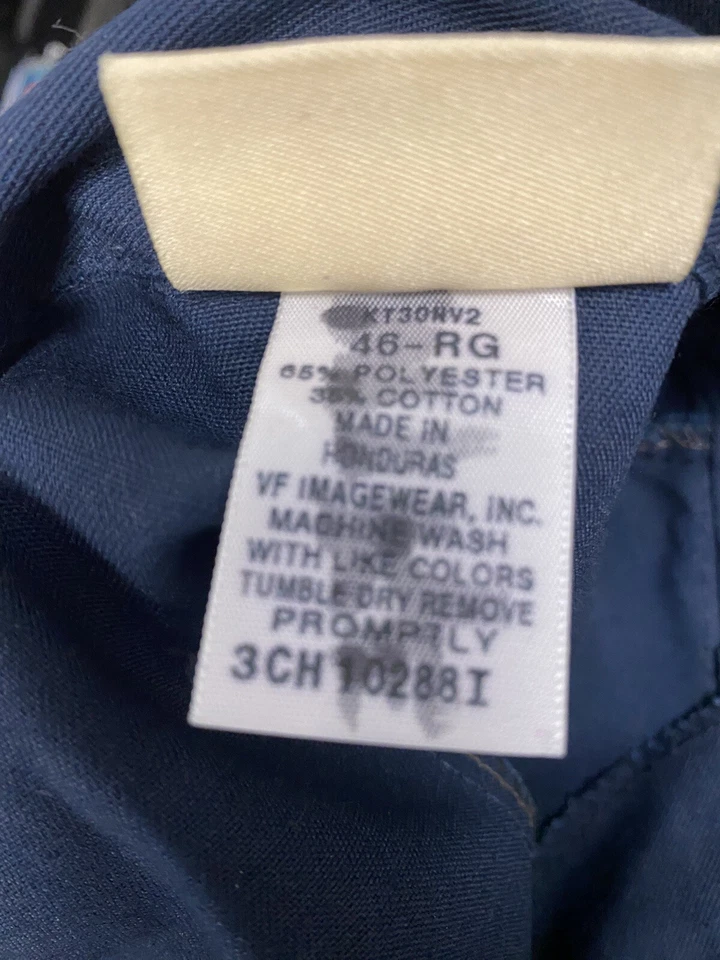 KT30NV2
46-RG
65% POLYESTER
35% COTTON
MADE IN
HONDURAS
VF IMAGEWEAR, INC.
MACHINE WASH
WITH LIKE COLORS
TUMBLE DRY REMOVE
PROMPTLY
3CH10288I